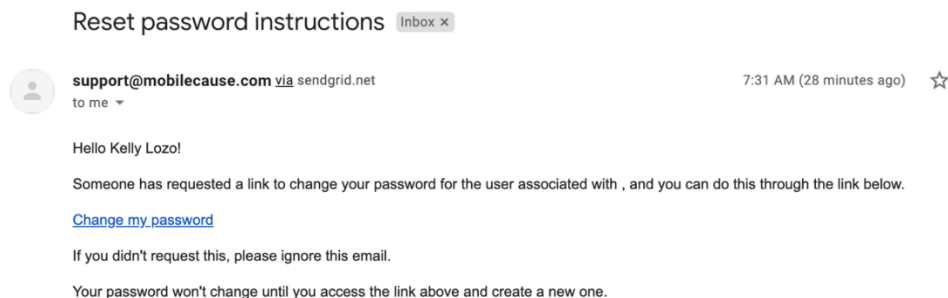 Reset password instructions Inbox ×
support@mobilecause.com via sendgrid.net 7:31 AM (28 minutes ago)
to me
Hello Kelly Lozo!
Someone has requested a link to change your password for the user associated with , and you can do this through the link below.
Change my password
If you didn't request this, please ignore this email.
Your password won't change until you access the link above and create a new one.